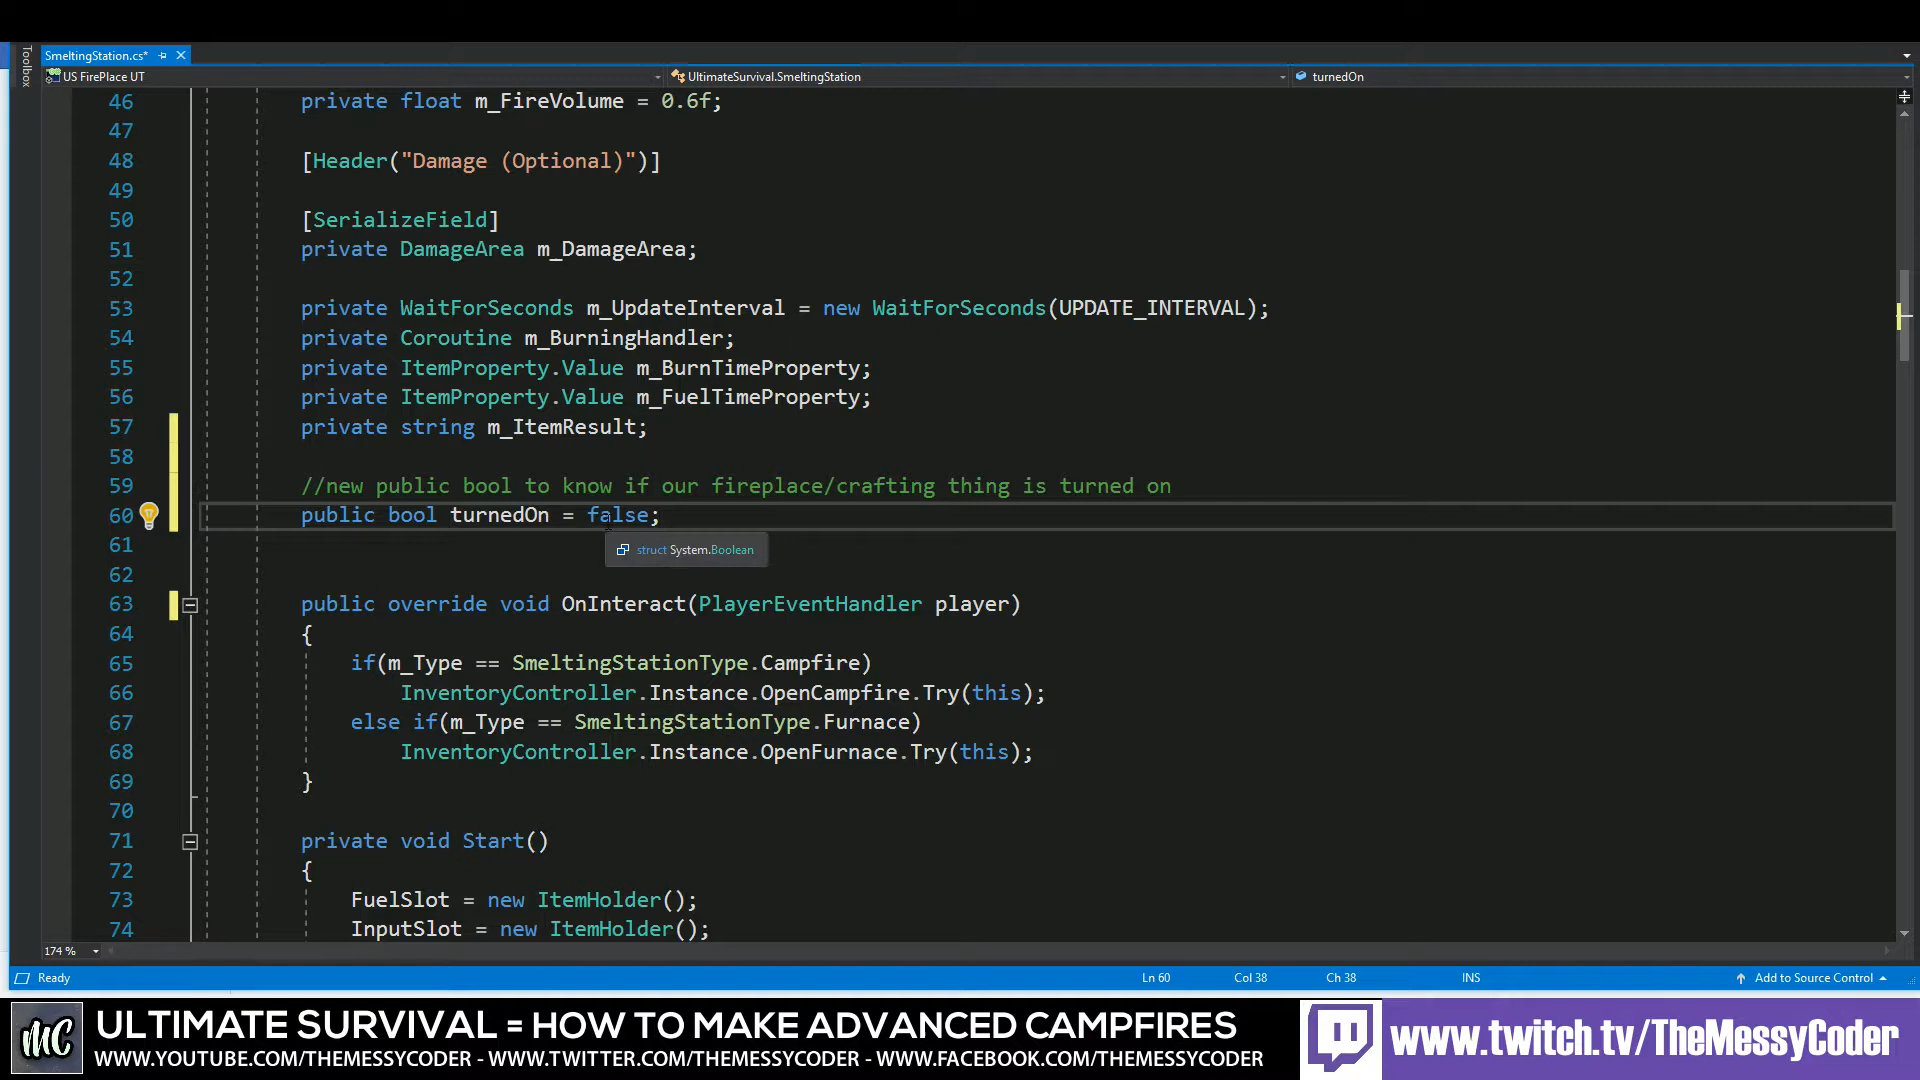 Toolbox
SmeltingStation.cs*
US FirePlace UT
UltimateSurvival.SmeltingStation
turnedOn
46 private float m_FireVolume = 0.6f;
47
48 [Header("Damage (Optional)")]
49
50 [SerializeField]
51 private DamageArea m_DamageArea;
52
53 private WaitForSeconds m_UpdateInterval = new WaitForSeconds(UPDATE_INTERVAL);
54 private Coroutine m_BurningHandler;
55 private ItemProperty.Value m_BurnTimeProperty;
56 private ItemProperty.Value m_FuelTimeProperty;
57 private string m_ItemResult;
58
59 //new public bool to know if our fireplace/crafting thing is turned on
60 public bool turnedOn = false;
61 struct System.Boolean
62
63 public override void OnInteract(PlayerEventHandler player)
64 {
65 if(m_Type == SmeltingStationType.Campfire)
66 InventoryController.Instance.OpenCampfire.Try(this);
67 else if(m_Type == SmeltingStationType.Furnace)
68 InventoryController.Instance.OpenFurnace.Try(this);
69 }
70
71 private void Start()
72 {
73 FuelSlot = new ItemHolder();
74 InputSlot = new ItemHolder();
174 %
Ready
Ln 60
Col 38
Ch 38
INS
Add to Source Control
MC
ULTIMATE SURVIVAL = HOW TO MAKE ADVANCED CAMPFIRES
WWW.YOUTUBE.COM/THEMESSYCODER - WWW.TWITTER.COM/THEMESSYCODER - WWW.FACEBOOK.COM/THEMESSYCODER
www.twitch.tv/TheMessyCoder